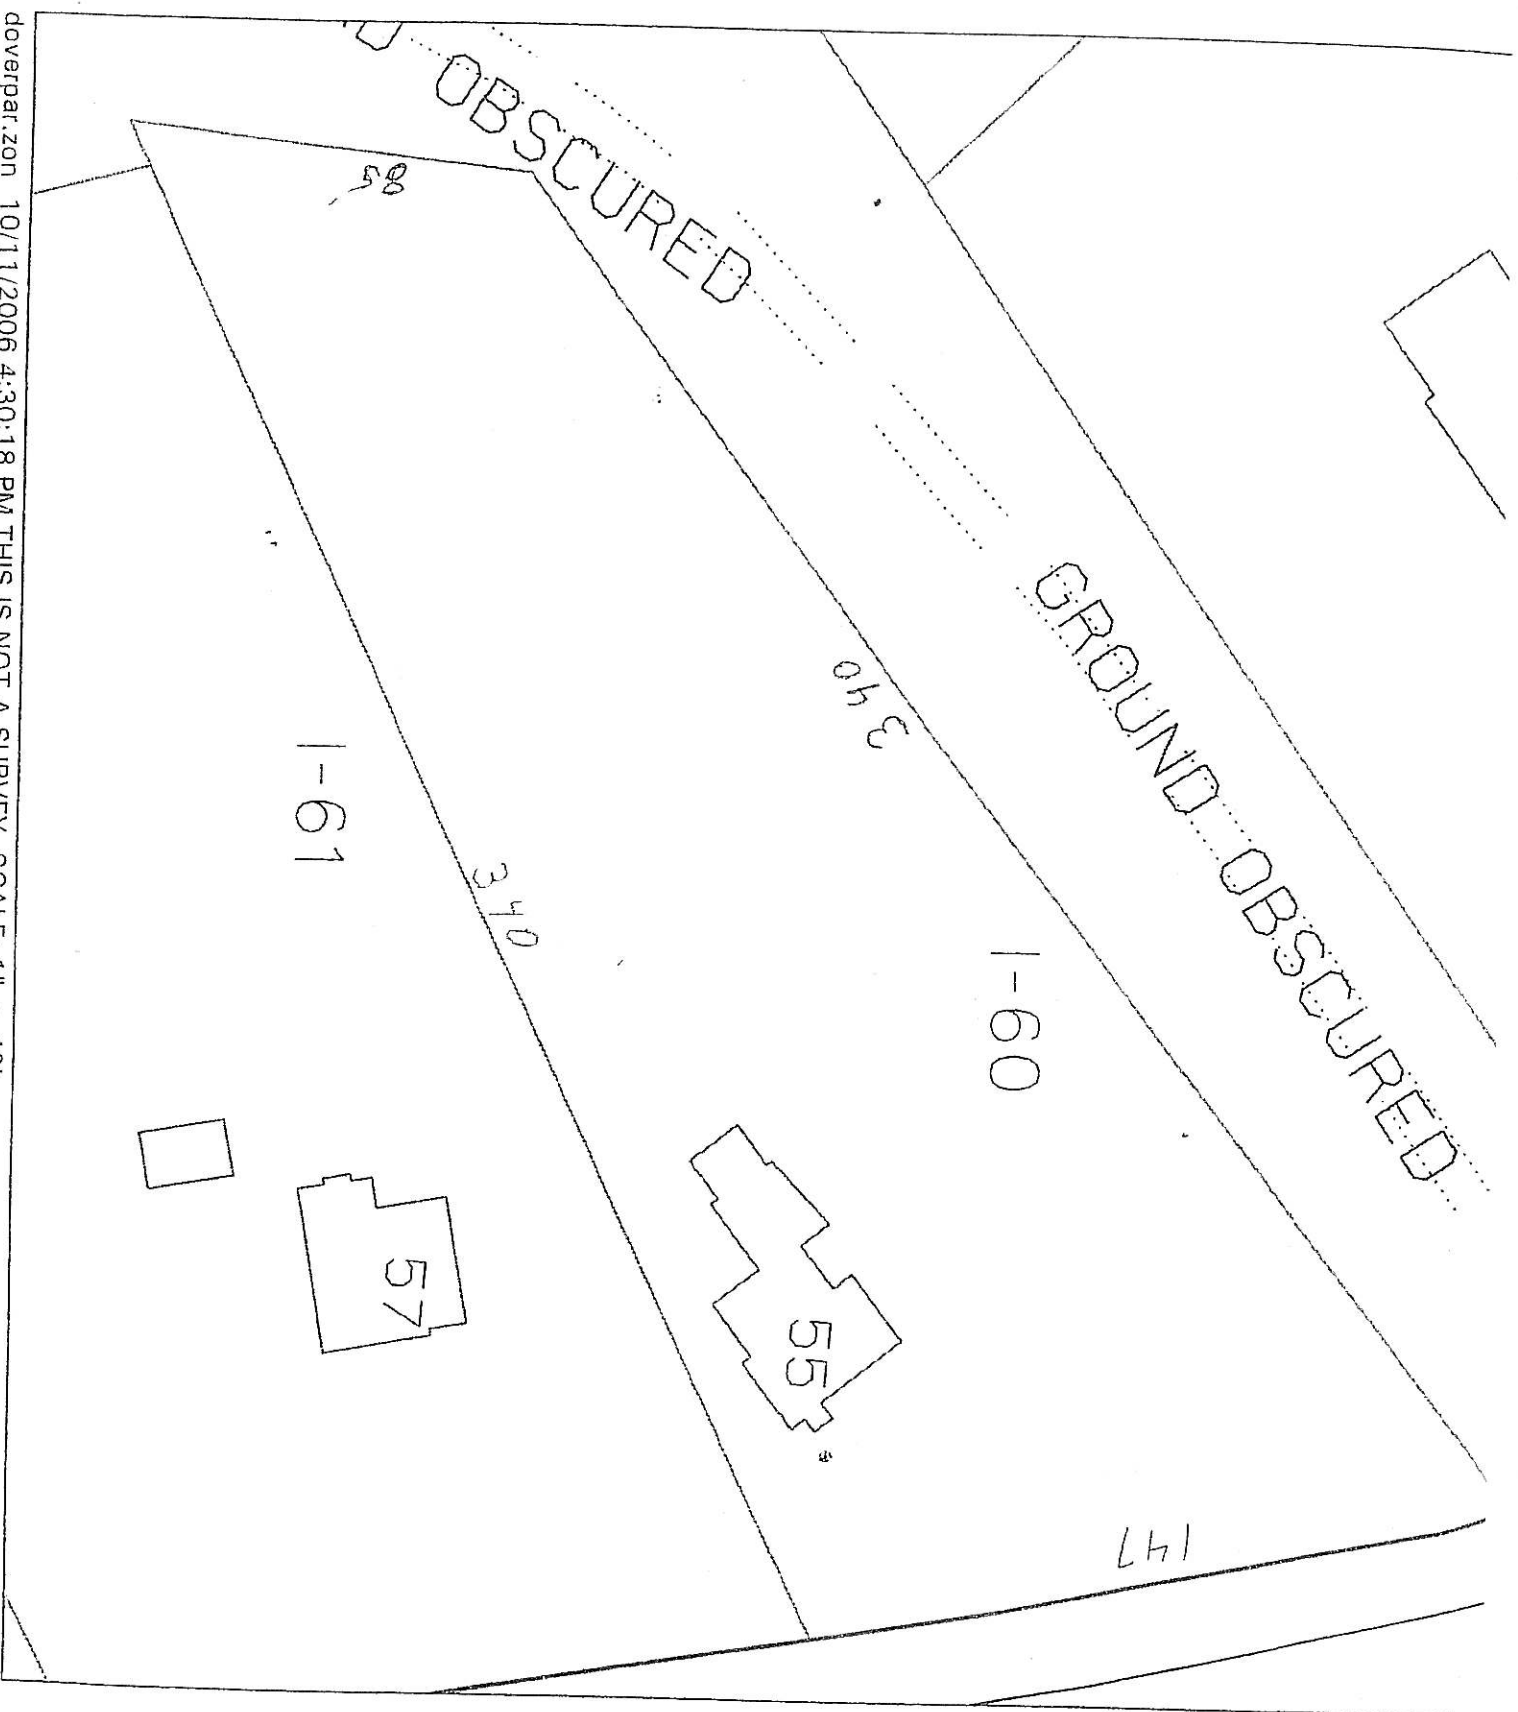 OBSCURED
85
GROUND OBSCURED
340
I-61
340
I-60
57
55
147
doverpar.zon 10/11/2006 4:30:18 PM THIS IS NOT A SURVEY